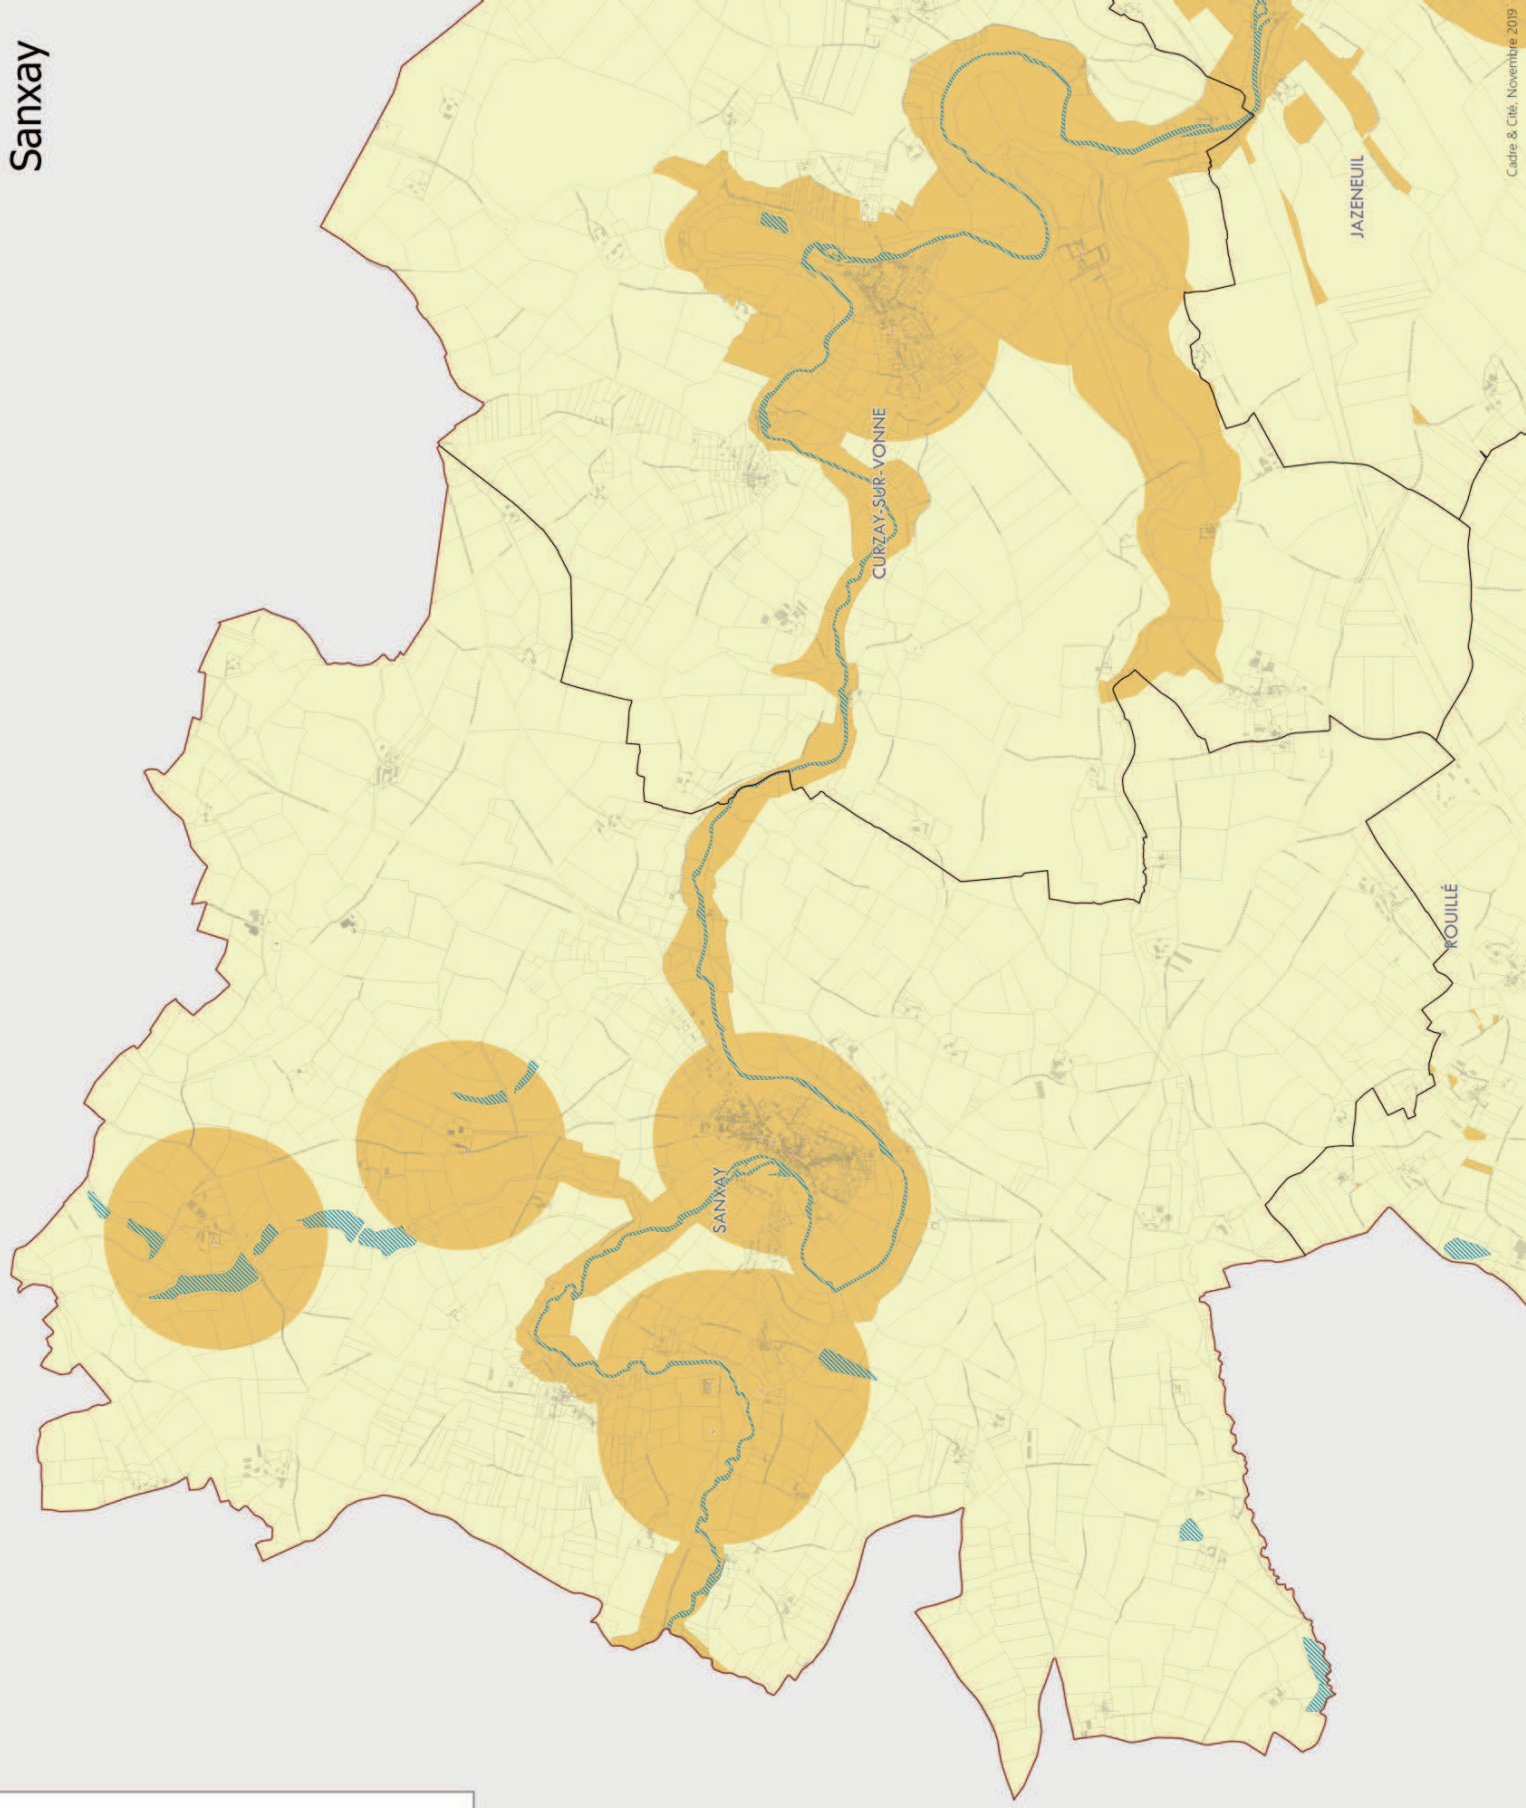 Sanxay
CURZAY-SUR-VONNE
JAZENEUIL
SANXAY
ROUILLÉ
Cadre & Cité, Novembre 2019